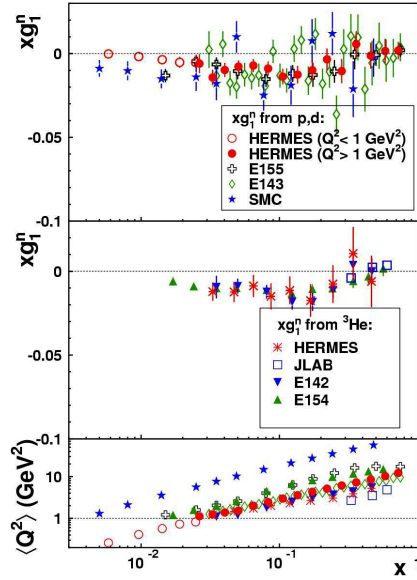 xg₁ⁿ
0
-0.05
xg₁ⁿ from p,d:
HERMES (Q²< 1 GeV²)
HERMES (Q²> 1 GeV²)
E155
E143
SMC
-0.1
xg₁ⁿ
0
-0.05
xg₁ⁿ from ³He:
HERMES
JLAB
E142
E154
-0.1
⟨Q²⟩ (GeV²)
10
1
10⁻²
10⁻¹
x